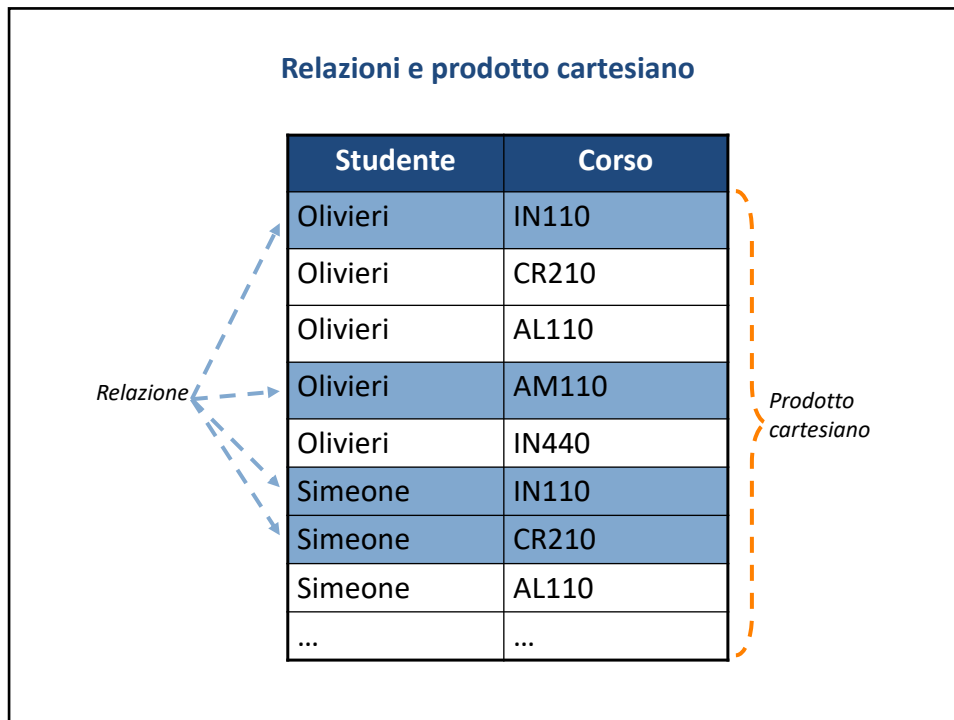 Relazioni e prodotto cartesiano
Studente Corso
Olivieri IN110
Olivieri CR210
Olivieri AL110
Olivieri AM110
Olivieri IN440
Simeone IN110
Simeone CR210
Simeone AL110
... ...
Relazione
Prodotto
cartesiano